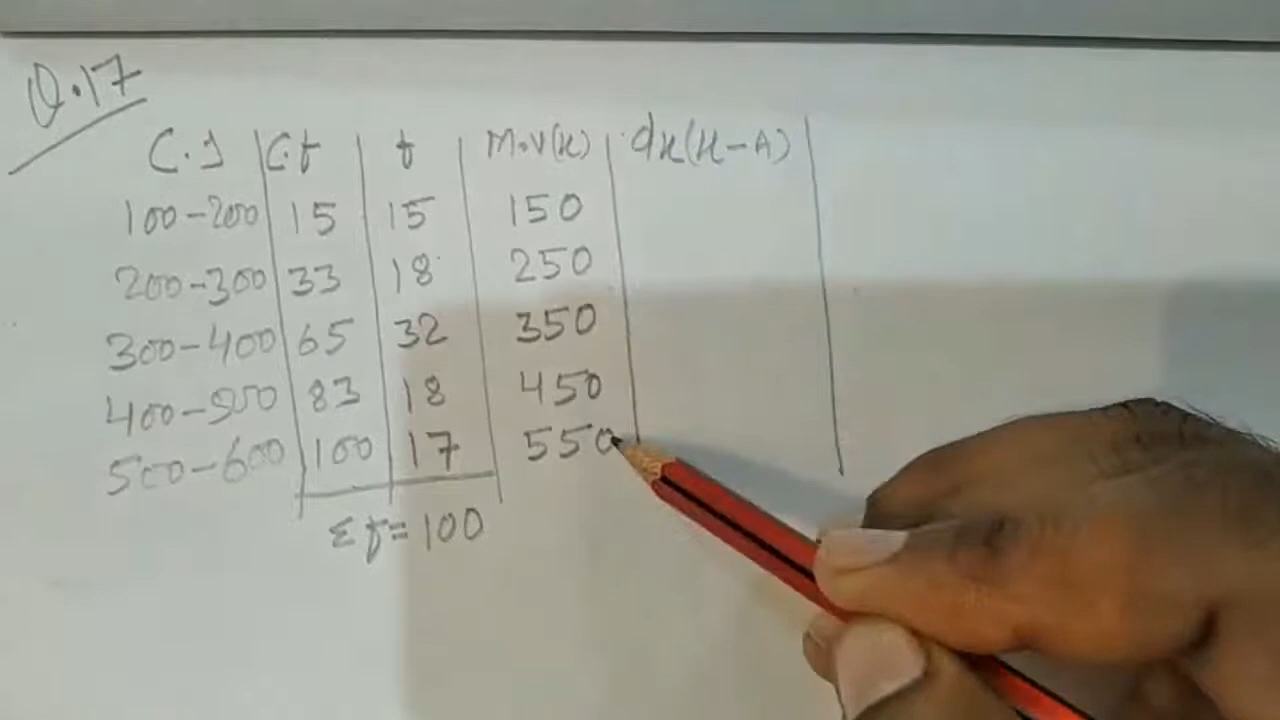 Q.17
C.I C.f f M.V(x) dx(x-A)
100-200 15 15 150
200-300 33 18 250
300-400 65 32 350
400-500 83 18 450
500-600 100 17 550
Σf=100